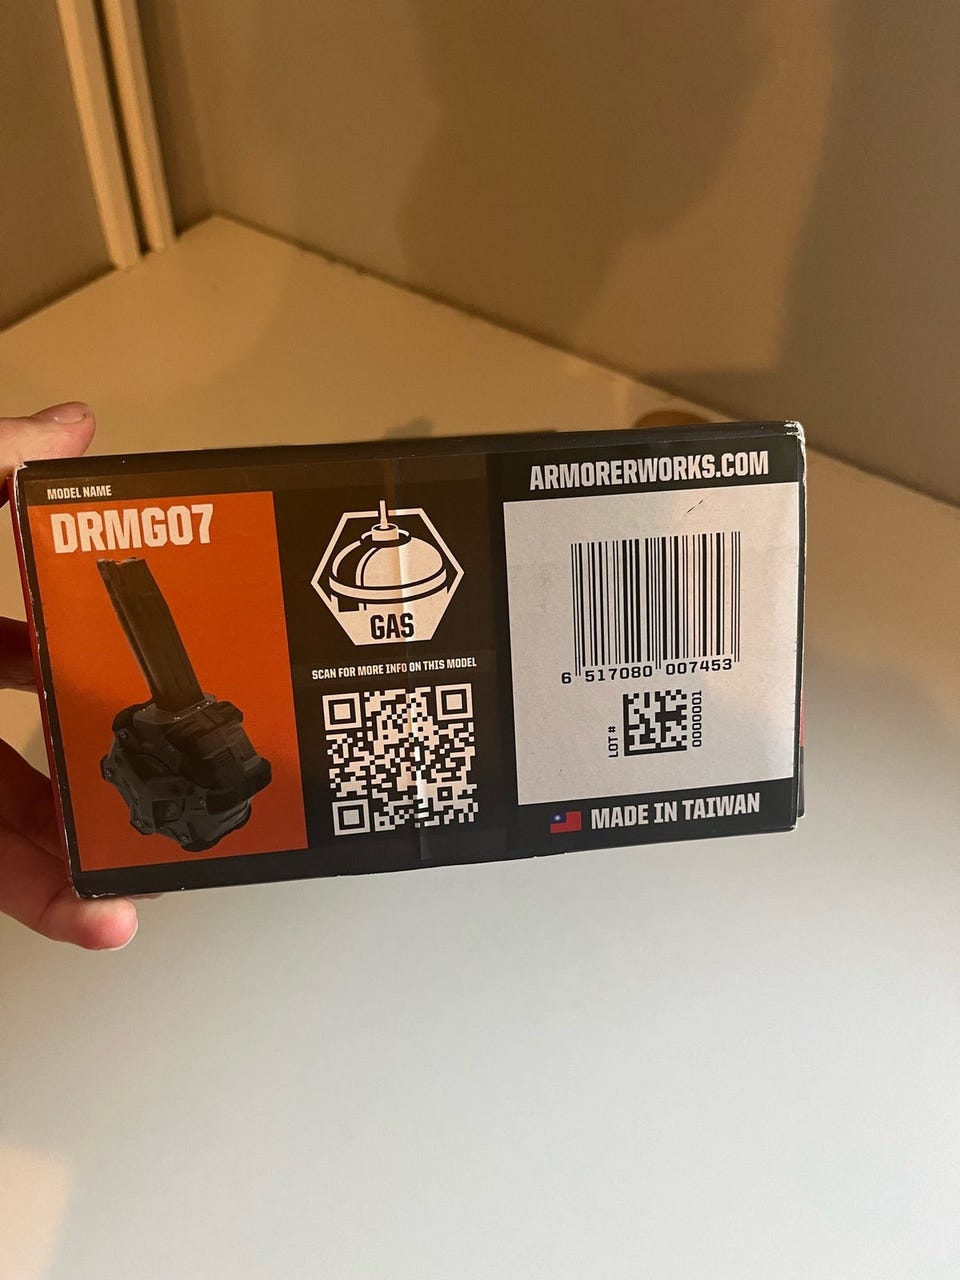 MODEL NAME
DRMG07
GAS
SCAN FOR MORE INFO ON THIS MODEL
ARMORERWORKS.COM
6 517080 007453
LOT #
0000001
MADE IN TAIWAN